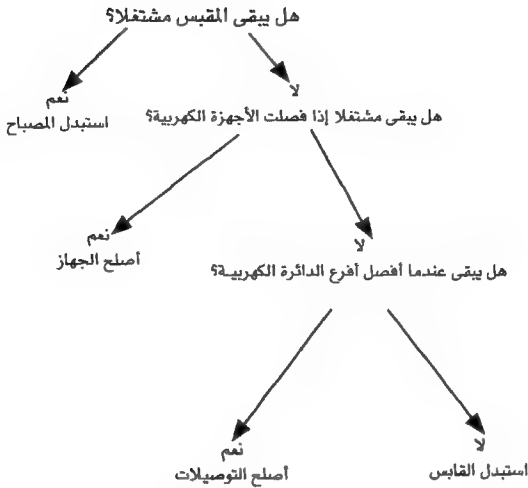 هل يبقى المقبس مشتغلا؟
نعم
استبدل المصباح
لا
هل يبقى مشتغلا إذا فصلت الأجهزة الكهربية؟
نعم
أصلح الجهاز
لا
هل يبقى عندما أفصل أفرع الدائرة الكهربية؟
نعم
أصلح التوصيلات
لا
استبدل القابس